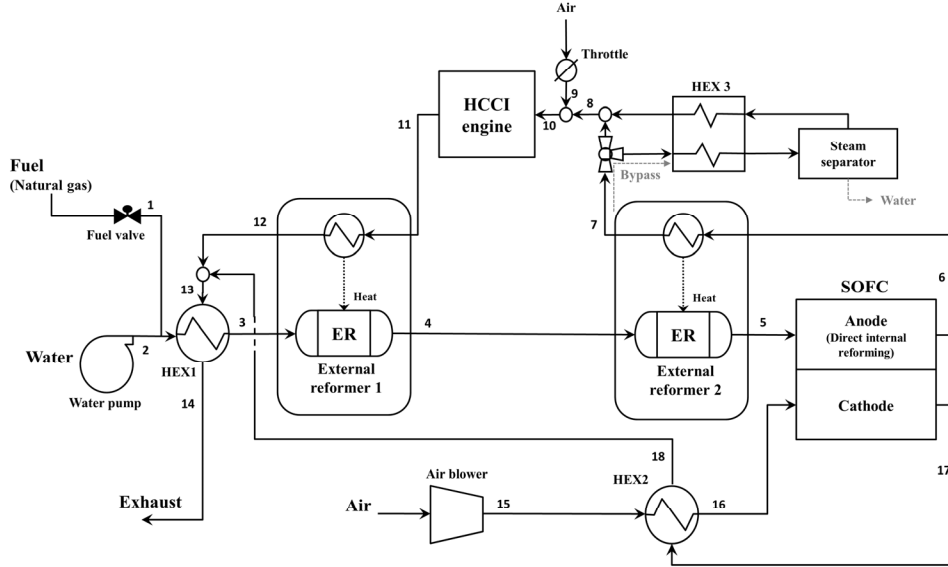 Air
Throttle
9
8
10
HEX 3
HCCI
engine
11
Steam
separator
Bypass
Water
Fuel
(Natural gas)
1
Fuel valve
12
7
6
13
Heat
Heat
SOFC
Water
2
3
ER
4
ER
5
Anode
(Direct internal
reforming)
HEX1
External
reformer 1
External
reformer 2
Water pump
14
Cathode
18
17
Air blower
HEX2
Exhaust
Air
15
16